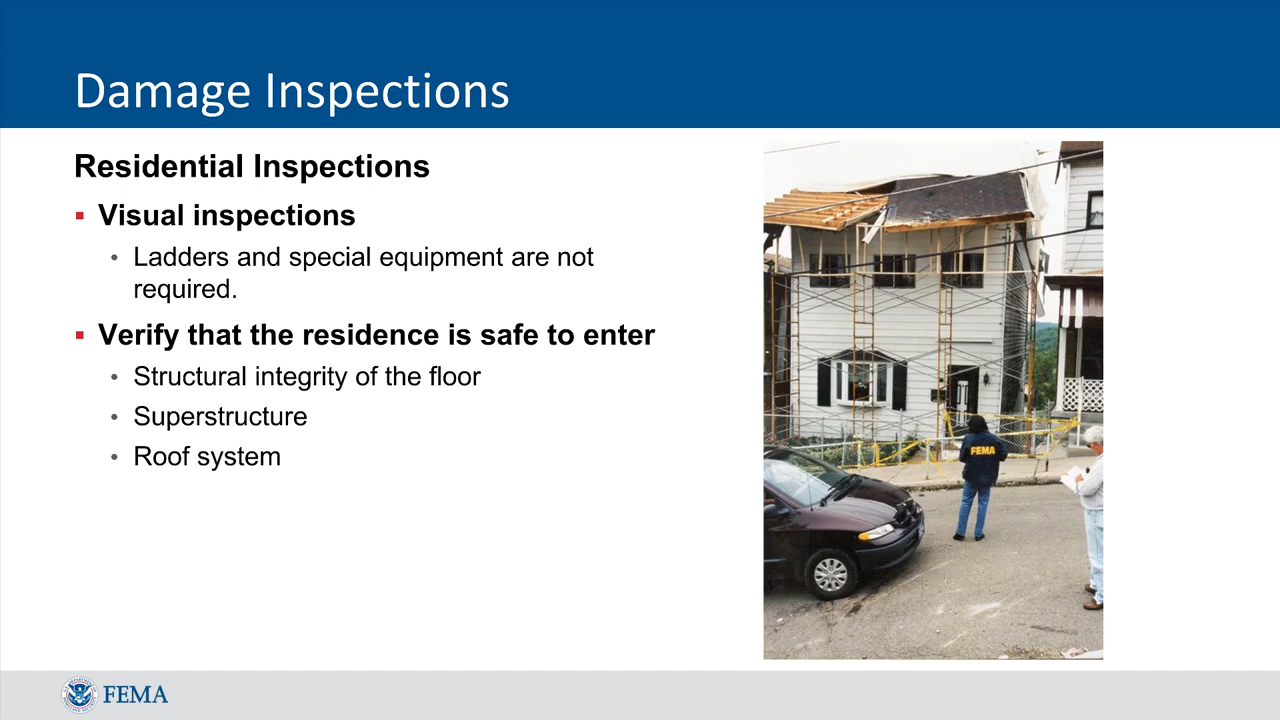 Damage Inspections
Residential Inspections
Visual inspections
Ladders and special equipment are not
required.
Verify that the residence is safe to enter
Structural integrity of the floor
Superstructure
Roof system
FEMA
FEMA